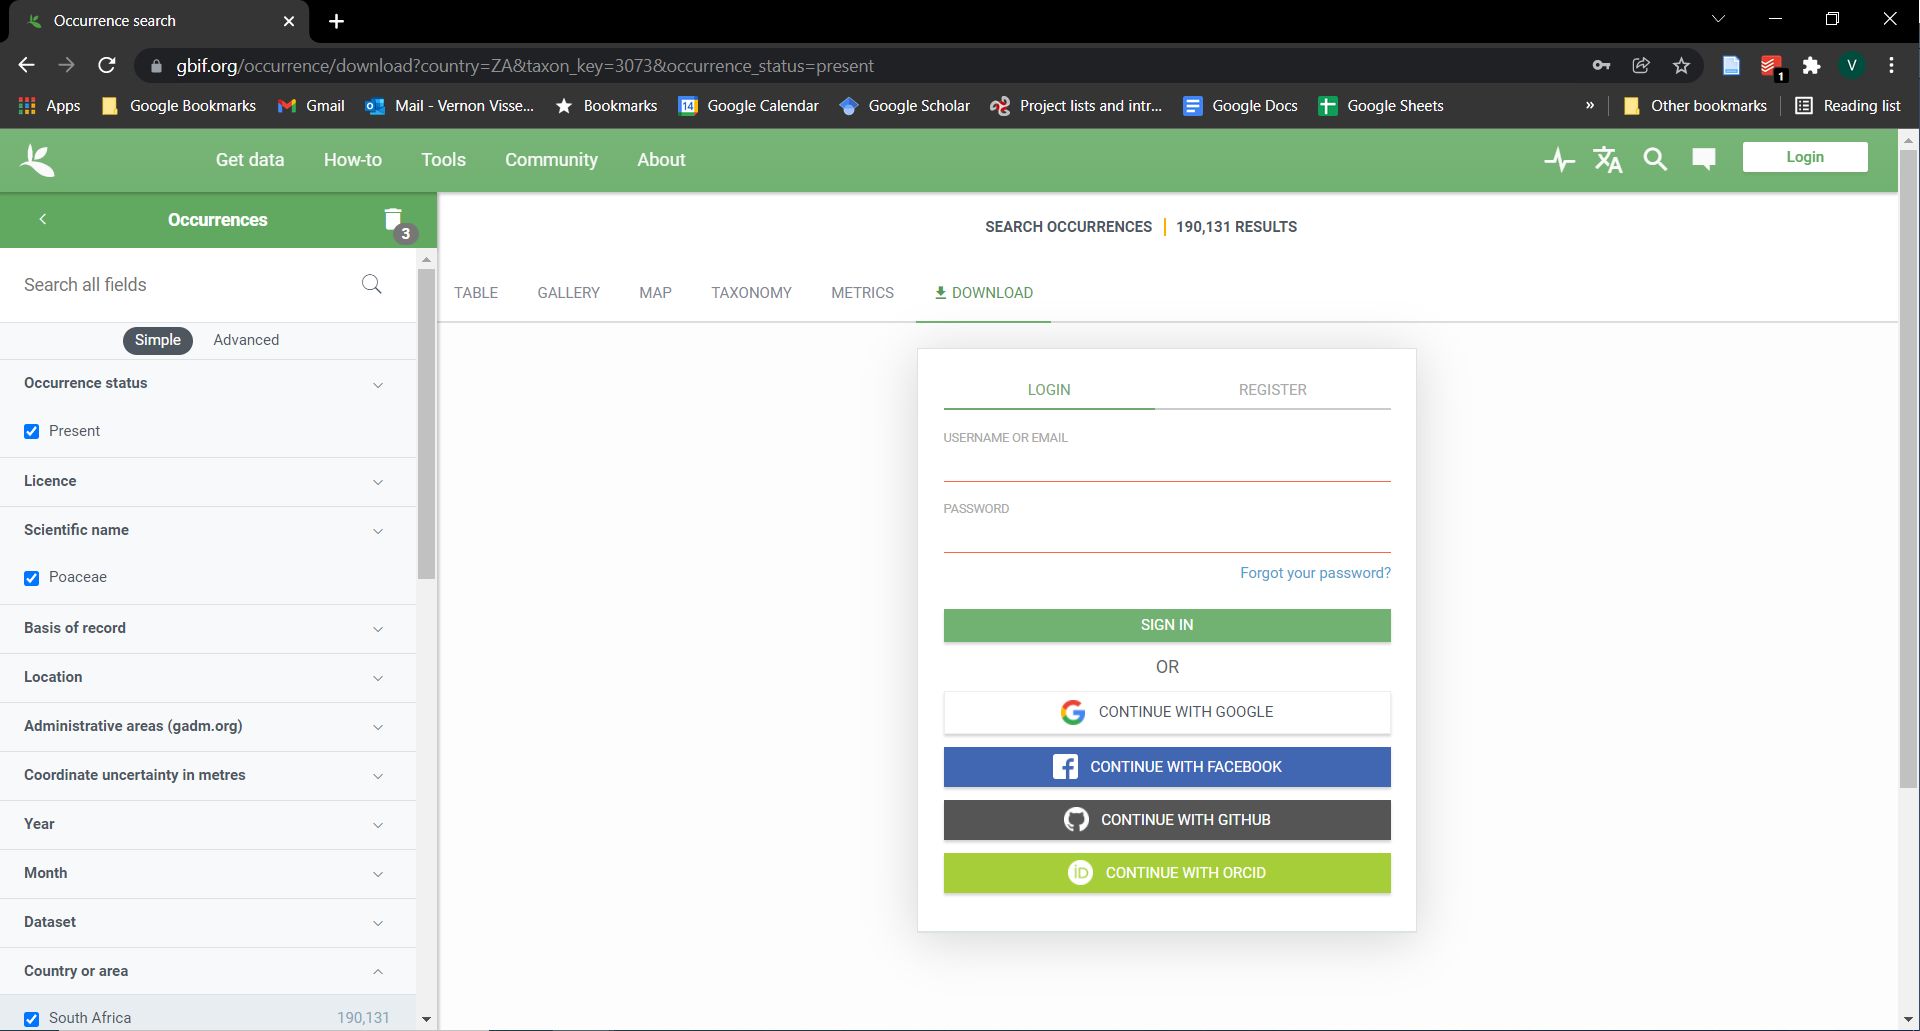 Occurrence search
gbif.org/occurrence/download?country=ZA&taxon_key=3073&occurrence_status=present
1
V
Apps
Google Bookmarks
Gmail
Mail - Vernon Visse...
Bookmarks
14
Google Calendar
Google Scholar
Project lists and intr...
Google Docs
Google Sheets
»
Other bookmarks
Reading list
Get data
How-to
Tools
Community
About
Login
Occurrences
3
SEARCH OCCURRENCES
190,131 RESULTS
Search all fields
TABLE
GALLERY
MAP
TAXONOMY
METRICS
DOWNLOAD
Simple
Advanced
Occurrence status
Present
Licence
Scientific name
Poaceae
Basis of record
Location
Administrative areas (gadm.org)
Coordinate uncertainty in metres
Year
Month
Dataset
Country or area
South Africa
190,131
LOGIN
REGISTER
USERNAME OR EMAIL
PASSWORD
Forgot your password?
SIGN IN
OR
CONTINUE WITH GOOGLE
CONTINUE WITH FACEBOOK
CONTINUE WITH GITHUB
iD CONTINUE WITH ORCID